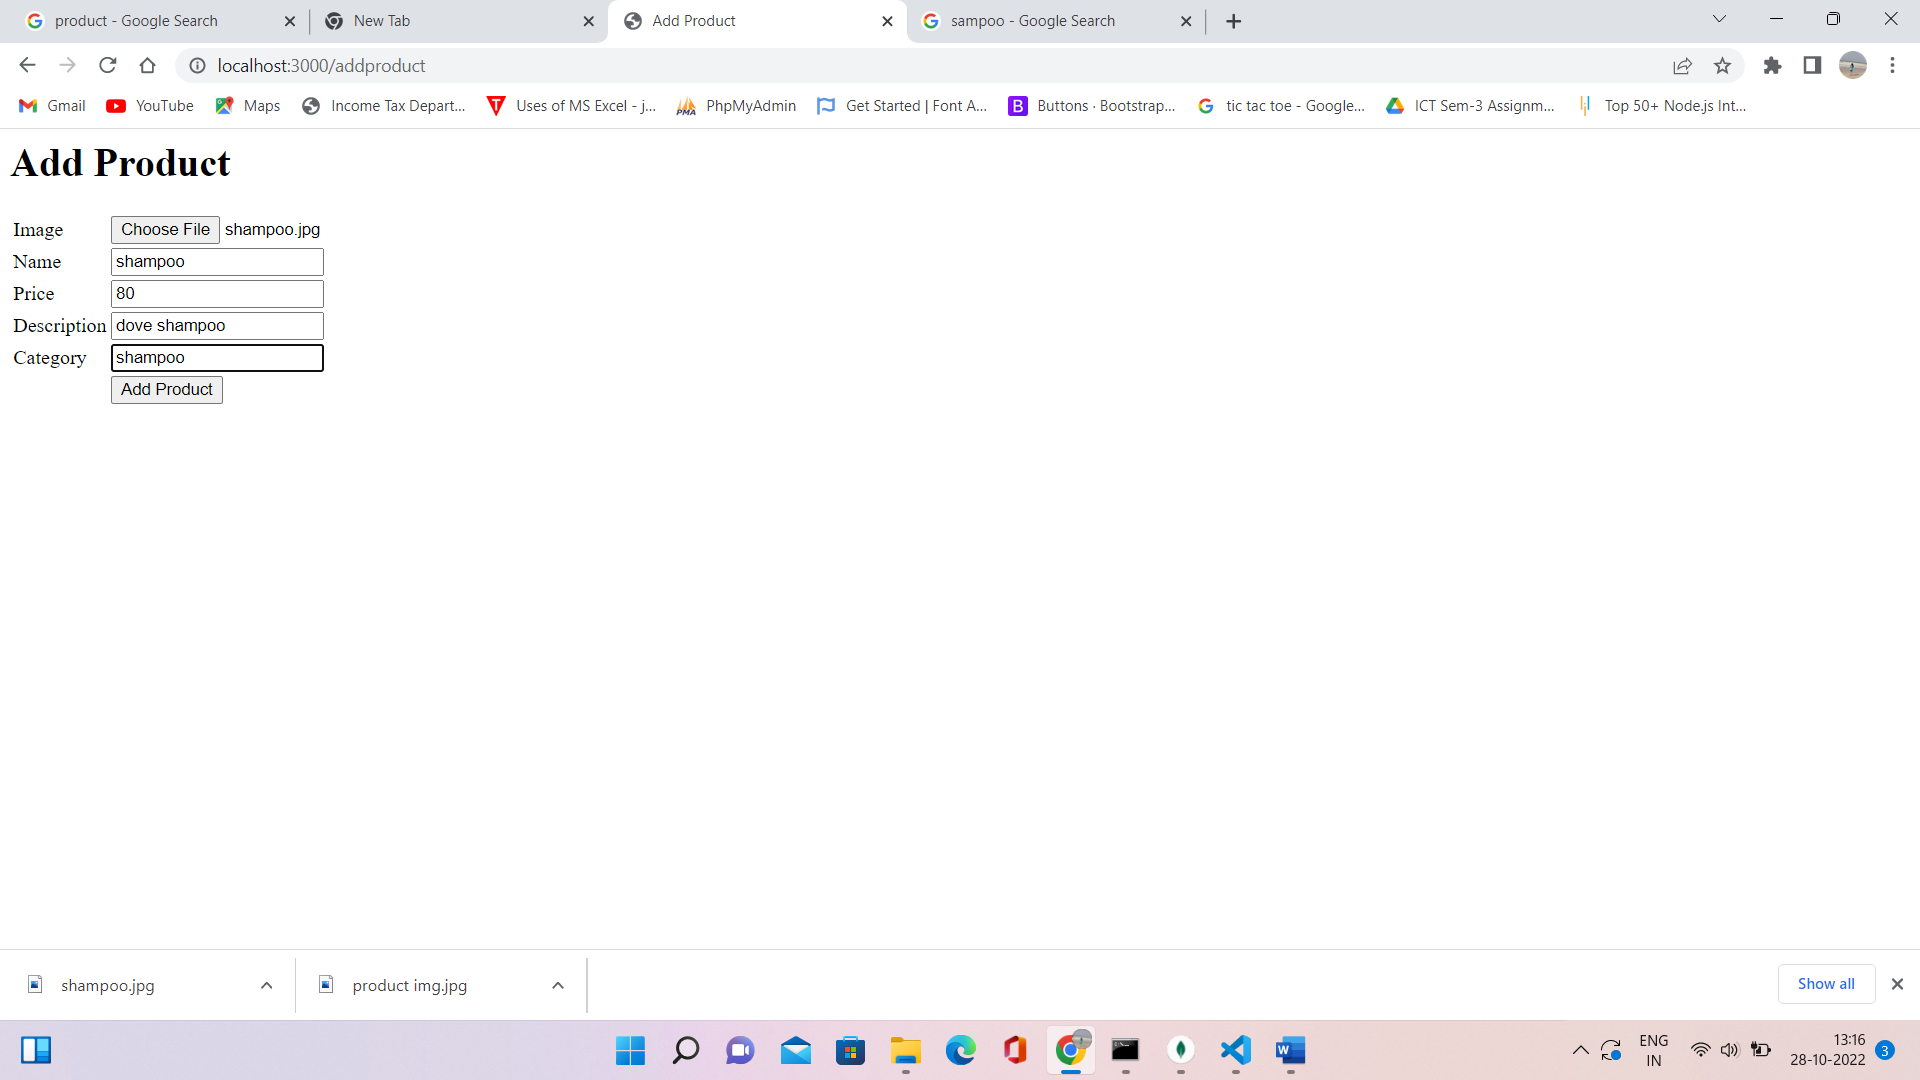 product - Google Search
New Tab
Add Product
sampoo - Google Search
localhost:3000/addproduct
Gmail
YouTube
Maps
Income Tax Depart...
Uses of MS Excel - j...
PMA
PhpMyAdmin
Get Started | Font A...
B
Buttons · Bootstrap...
tic tac toe - Google...
ICT Sem-3 Assignm...
Top 50+ Node.js Int...
Add Product
Image
Choose File shampoo.jpg
Name
shampoo
Price
80
Description
dove shampoo
Category
shampoo
Add Product
shampoo.jpg
product img.jpg
Show all
W
ENG
IN
13:16
28-10-2022
3